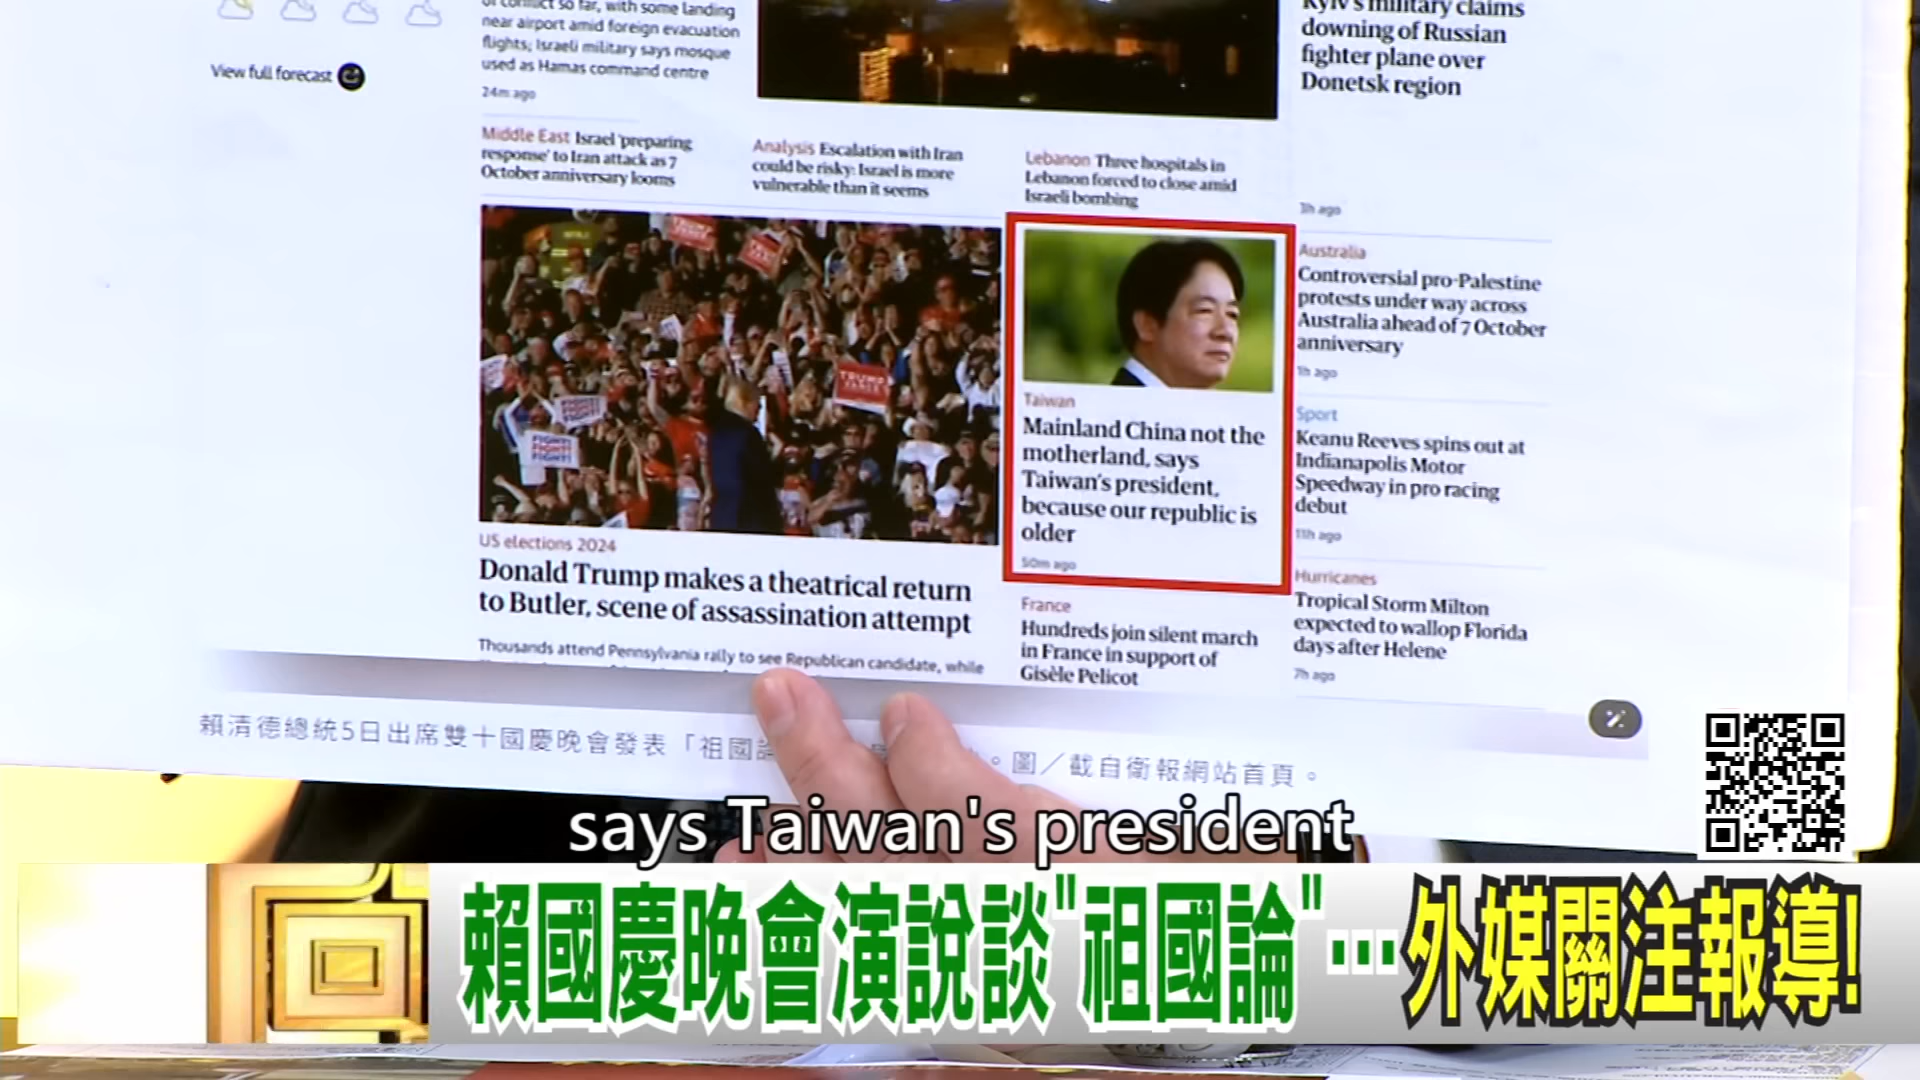 of conflict so far, with some landing
near airport amid foreign evacuation
flights; Israeli military says mosque
used as Hamas command centre
24m ago
View full forecast
Kyiv's military claims
downing of Russian
fighter plane over
Donetsk region
3h ago
Middle East Israel 'preparing
response' to Iran attack as 7
October anniversary looms
Analysis Escalation with Iran
could be risky: Israel is more
vulnerable than it seems
Lebanon Three hospitals in
Lebanon forced to close amid
Israeli bombing
TRUMP
FIGHT!
FIGHT!
FIGHT!
US elections 2024
Donald Trump makes a theatrical return
to Butler, scene of assassination attempt
Thousands attend Pennsylvania rally to see Republican candidate, while
Taiwan
Mainland China not the
motherland, says
Taiwan's president,
because our republic is
older
50m ago
France
Hundreds join silent march
in France in support of
Gisèle Pelicot
Australia
Controversial pro-Palestine
protests under way across
Australia ahead of 7 October
anniversary
1h ago
Sport
Keanu Reeves spins out at
Indianapolis Motor
Speedway in pro racing
debut
11h ago
Hurricanes
Tropical Storm Milton
expected to wallop Florida
days after Helene
7h ago
賴清德總統5日出席雙十國慶晚會發表「祖國 。圖／截自衛報網站首頁。
says Taiwan's president
賴國慶晚會演說談"祖國論"…外媒關注報導!